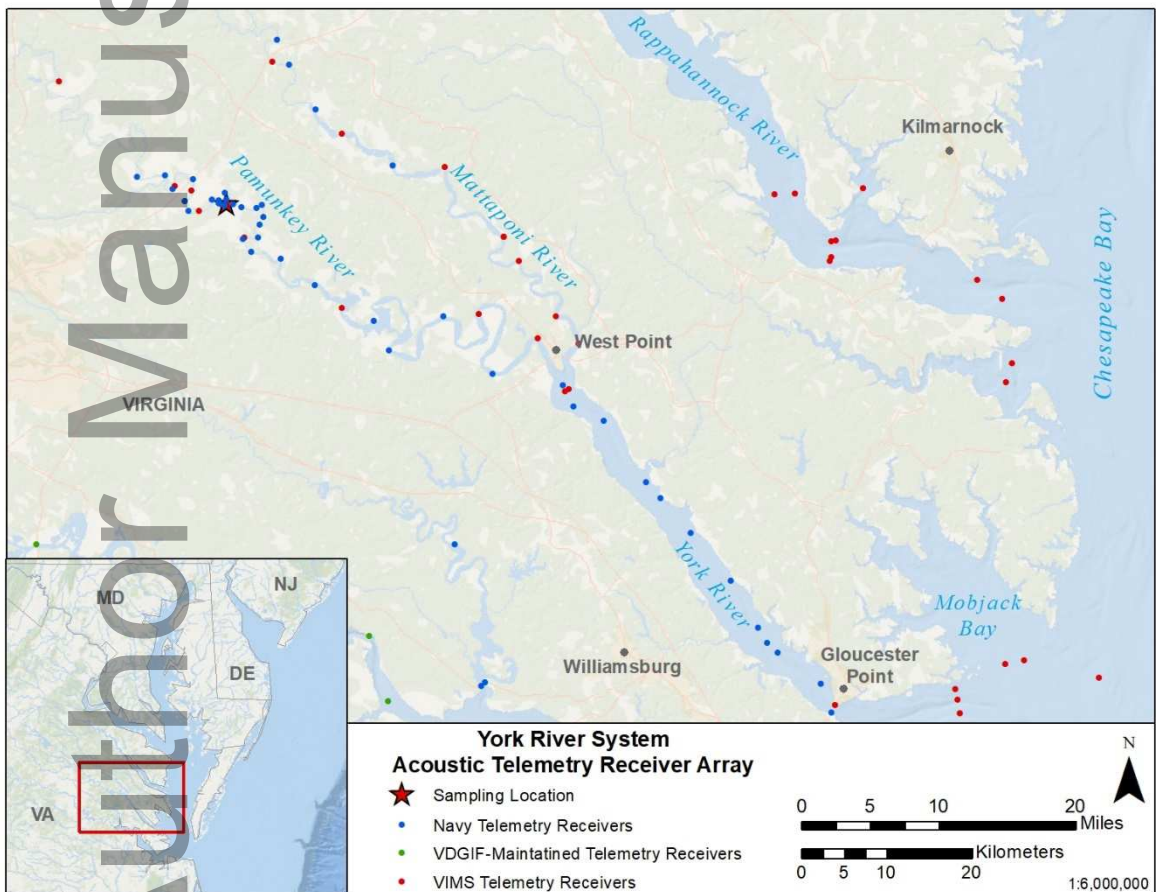 Author Manus
Rappahannock River
Kilmarnock
Pamunkey River
Mattaponi River
Chesapeake Bay
West Point
VIRGINIA
York River
Mobjack
Bay
Williamsburg
Gloucester
Point
MD
NJ
DE
VA
York River System
Acoustic Telemetry Receiver Array
Sampling Location
Navy Telemetry Receivers
VDGIF-Maintatined Telemetry Receivers
VIMS Telemetry Receivers
N
0 5 10 20
Miles
Kilometers
0 5 10 20
1:6,000,000